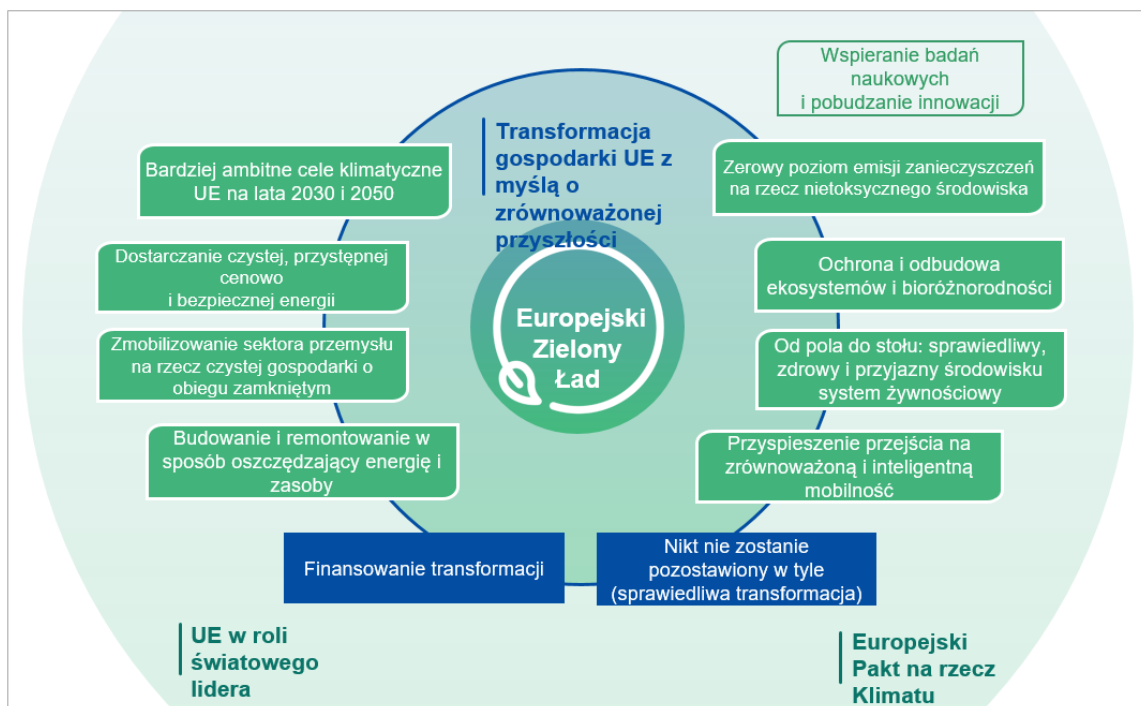 Wspieranie badań
naukowych
i pobudzanie innowacji
Transformacja
gospodarki UE z
myślą o
zrównoważonej
przyszłości
Bardziej ambitne cele klimatyczne
UE na lata 2030 i 2050
Zerowy poziom emisji zanieczyszczeń
na rzecz nietoksycznego środowiska
Dostarczanie czystej, przystępnej
cenowo
i bezpiecznej energii
Ochrona i odbudowa
ekosystemów i bioróżnorodności
Europejski
Zielony
Ład
Zmobilizowanie sektora przemysłu
na rzecz czystej gospodarki o
obiegu zamkniętym
Od pola do stołu: sprawiedliwy,
zdrowy i przyjazny środowisku
system żywnościowy
Budowanie i remontowanie w
sposób oszczędzający energię i
zasoby
Przyspieszenie przejścia na
zrównoważoną i inteligentną
mobilność
Finansowanie transformacji
Nikt nie zostanie
pozostawiony w tyle
(sprawiedliwa transformacja)
UE w roli
światowego
lidera
Europejski
Pakt na rzecz
Klimatu